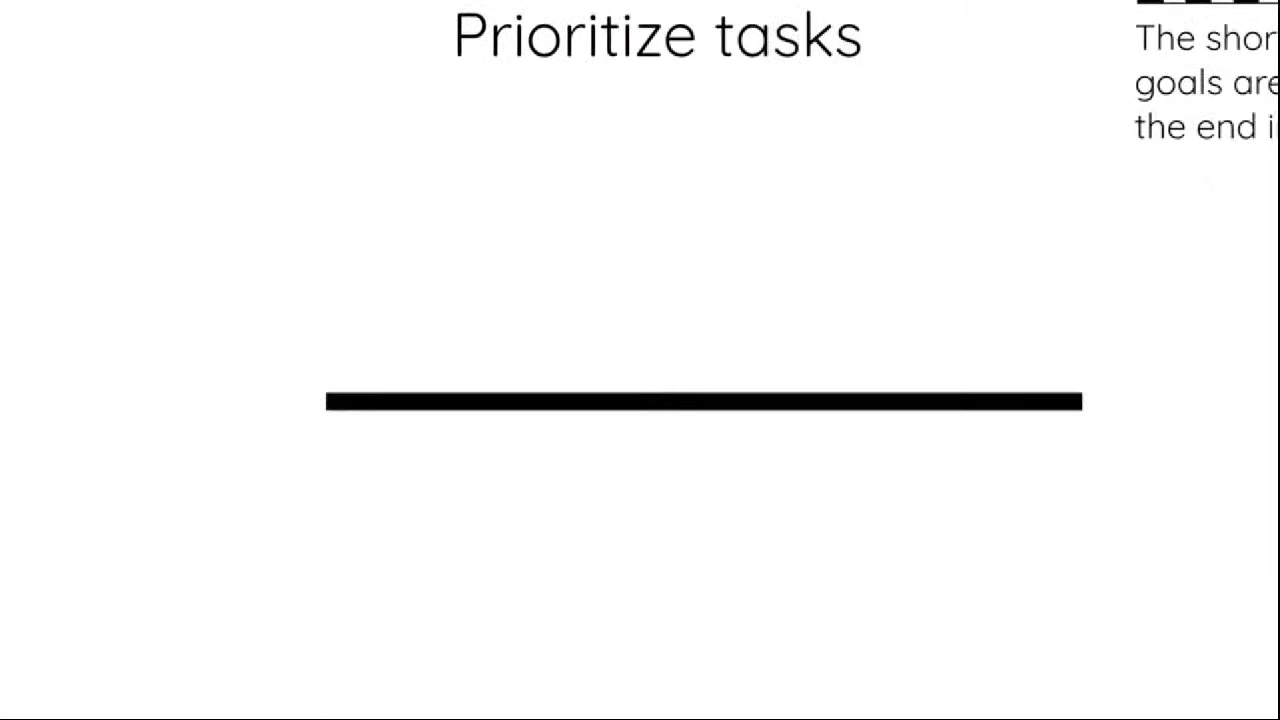 Prioritize tasks
The shor
goals are
the end i